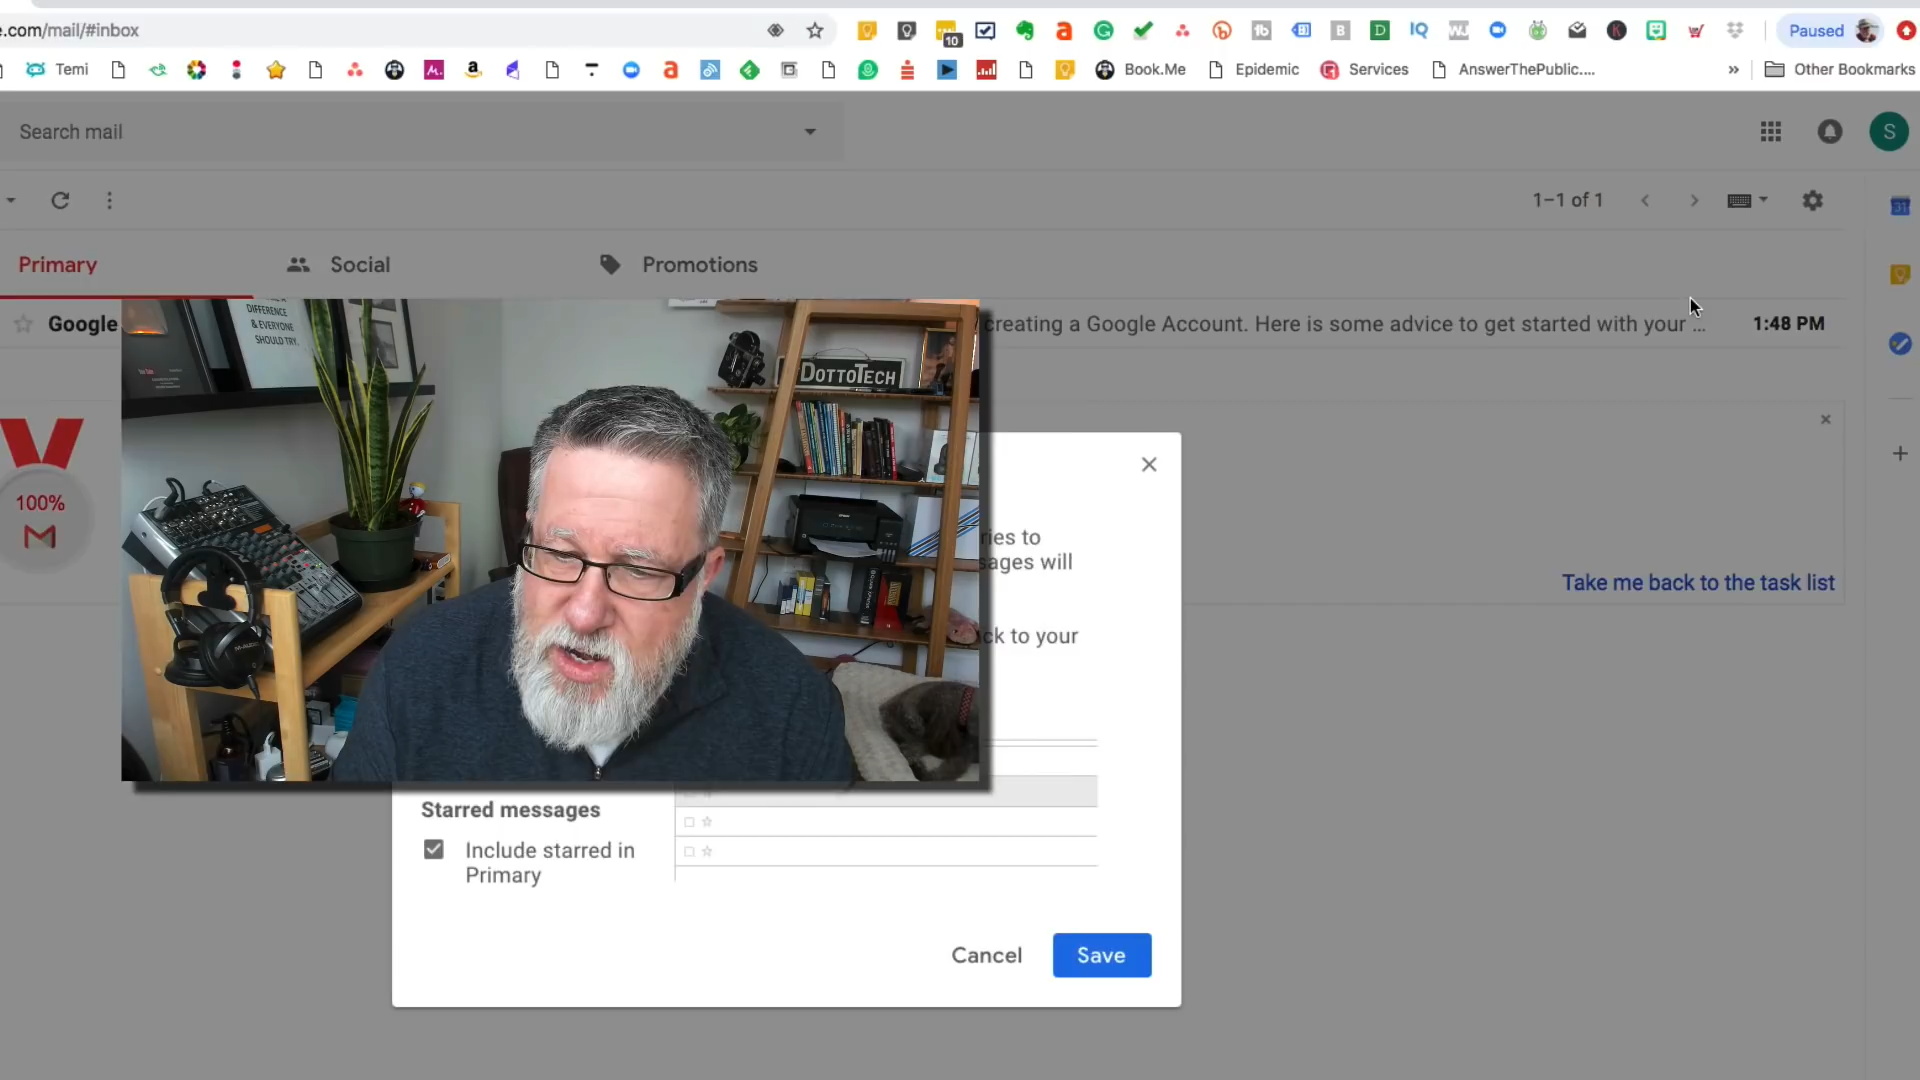 e.com/mail/#inbox
10
Paused
Temi
Book.Me
Epidemic
Services
AnswerThePublic....
»
Other Bookmarks
Search mail
S
1–1 of 1
31
Primary
Social
Promotions
Google
creating a Google Account. Here is some advice to get started with your ...
1:48 PM
DIFFERENCE
& EVERYONE
SHOULD TRY.
DOTTOTECH
100%
ries to
sages will
Take me back to the task list
ck to your
Starred messages
Include starred in
Primary
Cancel
Save